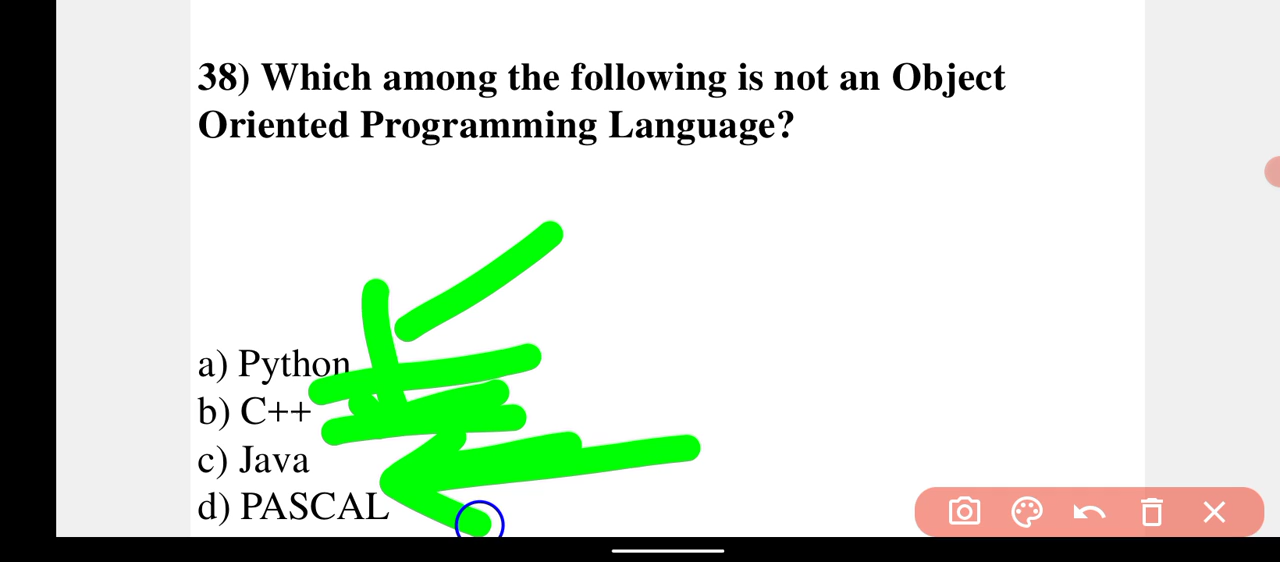 38) Which among the following is not an Object
Oriented Programming Language?
a) Python
b) C++
c) Java
d) PASCAL